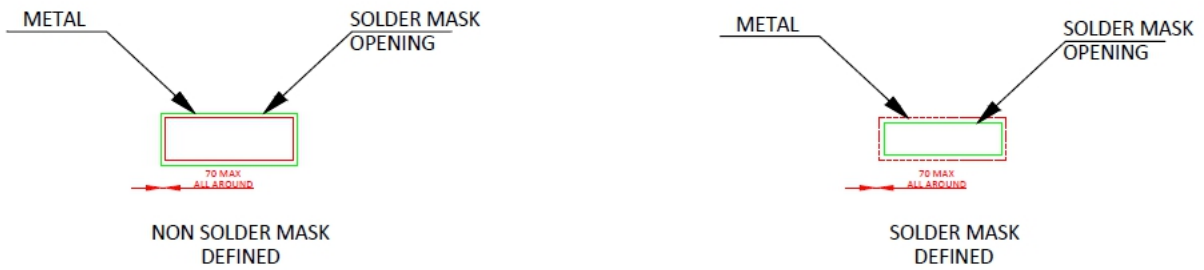 METAL
SOLDER MASK
OPENING
70 MAX
ALL AROUND
NON SOLDER MASK
DEFINED
METAL
SOLDER MASK
OPENING
70 MAX
ALL AROUND
SOLDER MASK
DEFINED